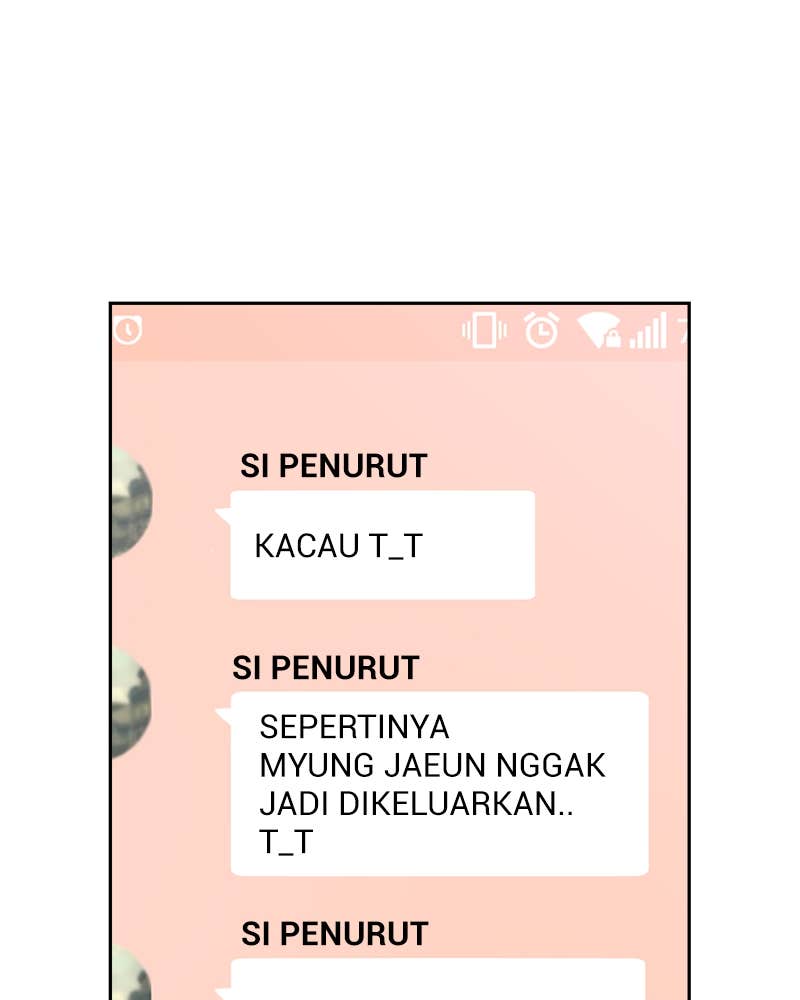 SI PENURUT
KACAU T_T
SI PENURUT
SEPERTINYA
MYUNG JAEUN NGGAK
JADI DIKELUARKAN..
T_T
SI PENURUT